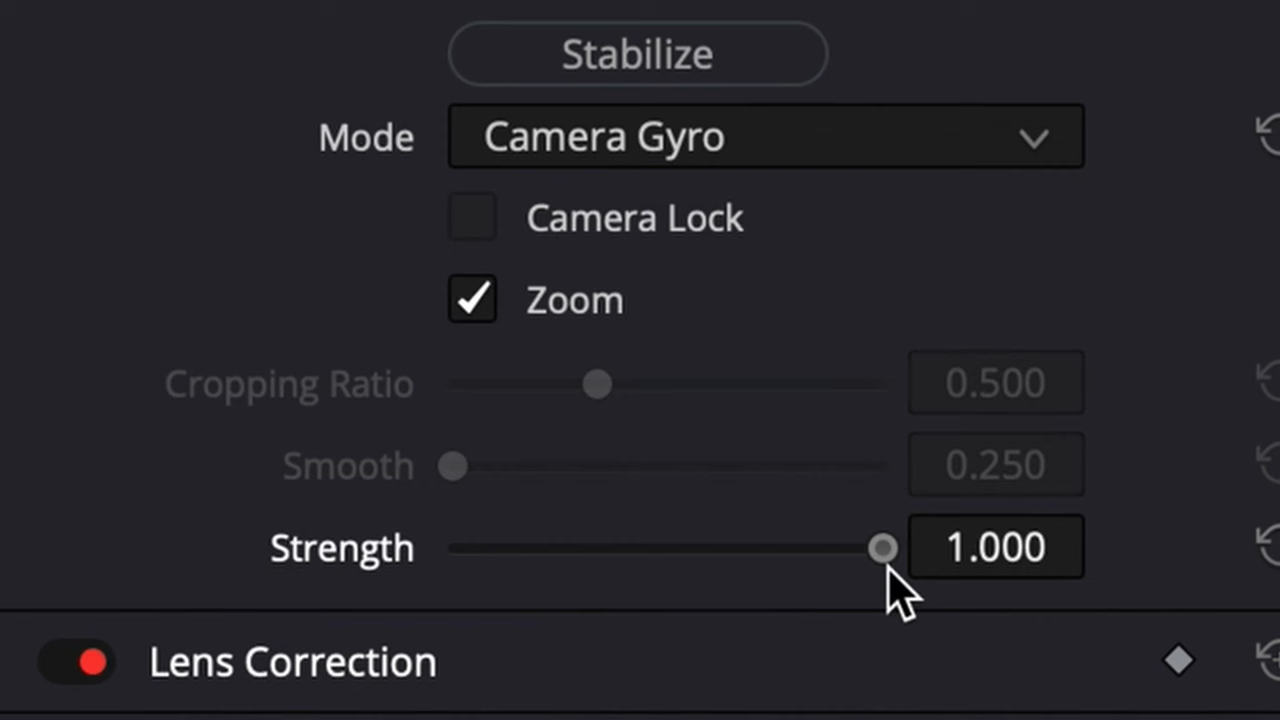 Stabilize
Mode Camera Gyro
Camera Lock
Zoom
Cropping Ratio 0.500
Smooth 0.250
Strength 1.000
Lens Correction